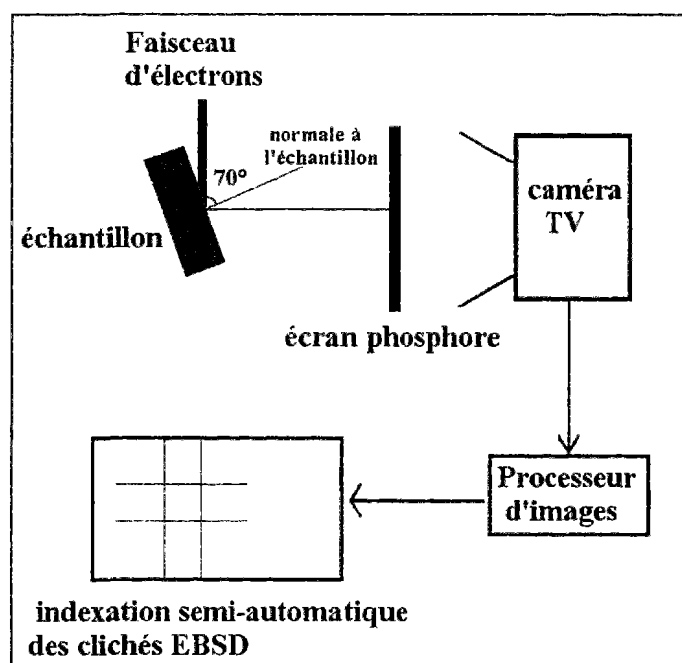 Faisceau
d'électrons
normale à
l'échantillon
70°
échantillon
caméra
TV
écran phosphore
Processeur
d'images
indexation semi-automatique
des clichés EBSD